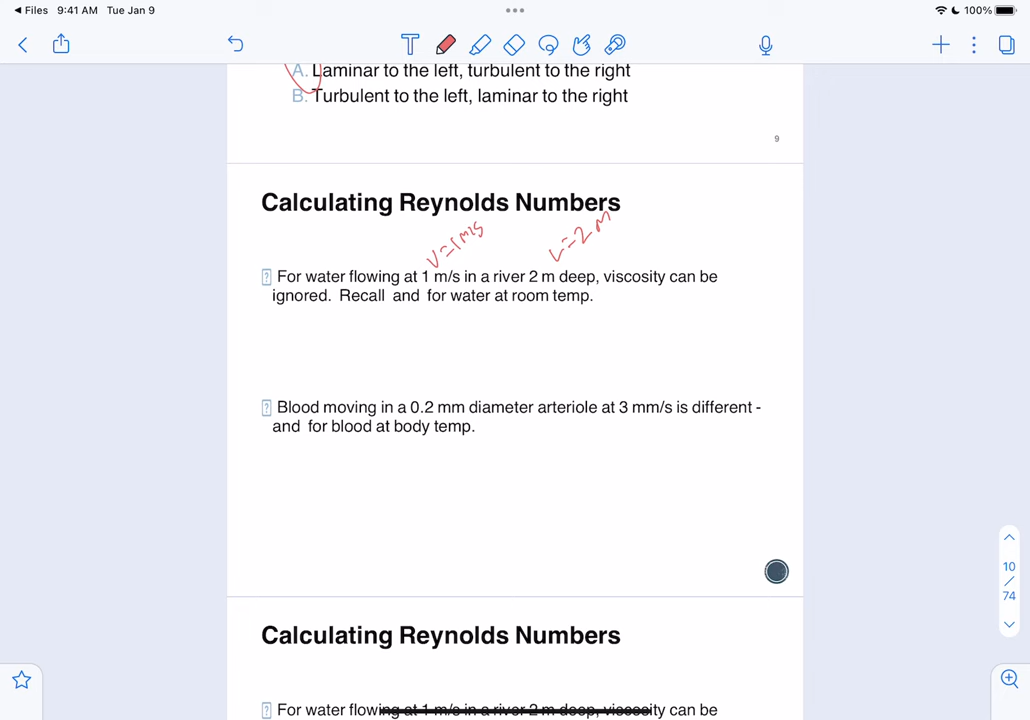 Files 9:41 AM Tue Jan 9
100%
A. Laminar to the left, turbulent to the right
B. Turbulent to the left, laminar to the right
9
Calculating Reynolds Numbers
v=1m/s
L=2m
For water flowing at 1 m/s in a river 2 m deep, viscosity can be
ignored. Recall and for water at room temp.
Blood moving in a 0.2 mm diameter arteriole at 3 mm/s is different -
and for blood at body temp.
10
/
74
Calculating Reynolds Numbers
For water flowing at 1 m/s in a river 2 m deep, viscosity can be